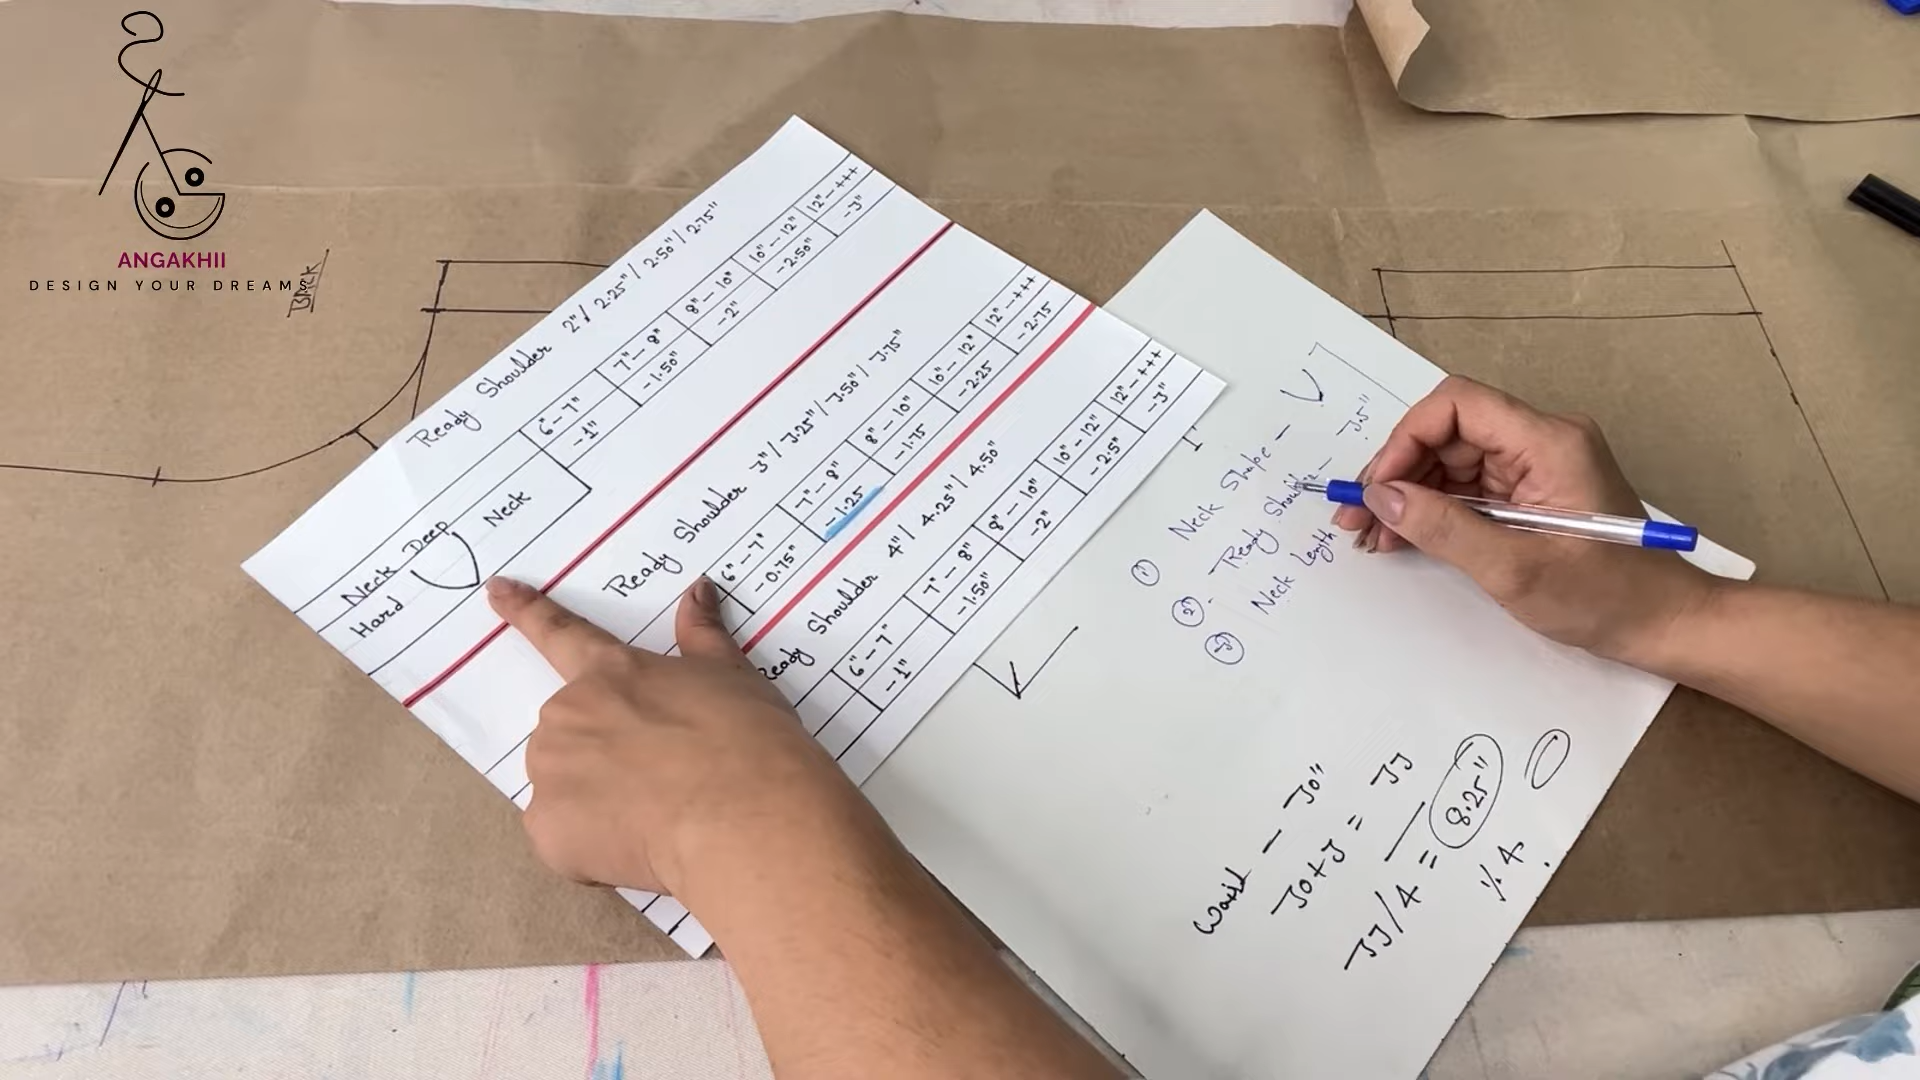 ANGAKHII
DESIGN YOUR DREAMS
BACK
Ready Shoulder 2"/ 2.25"/ 2.50"/ 2.75"
Neck Deep 6"-7" 7"-8" 8"-10" 10"-12" 12"-+++
Hard Neck -1" -1.50" -2" -2.50" -3"
Ready Shoulder 3"/ 3.25"/ 3.50"/ 3.75"
6"-7" 7"-8" 8"-10" 10"-12" 12"-+++
-0.75" -1.25 -1.75 -2.25 -2.75
Ready Shoulder 4"/ 4.25"/ 4.50"
6"-7" 7"-8" 8"-10" 10"-12" 12"-+++
-1" -1.50" -2" -2.5" -3"
① Neck Shape -
② - Ready Shoulder - 3.5"
③ Neck Length
Waist - 30"
30+3 = 33
33/4 = 8.25"